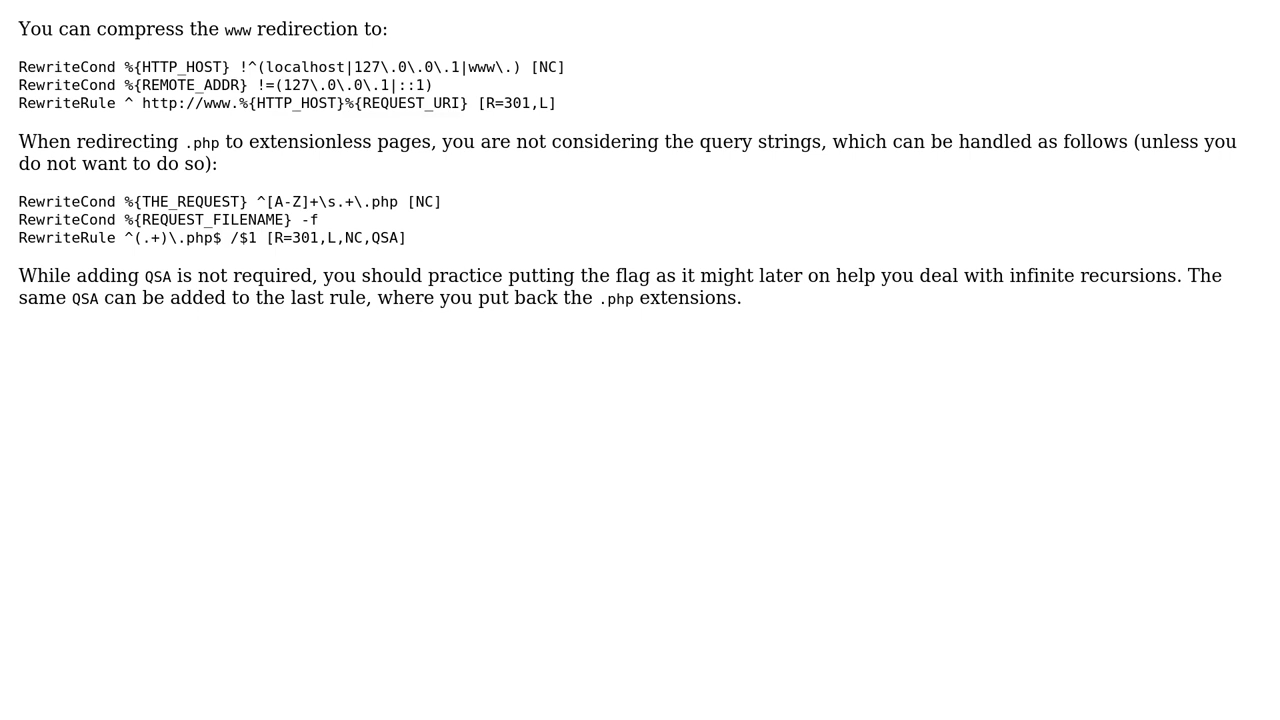 You can compress the www redirection to:
RewriteCond %{HTTP_HOST} !^(localhost|127\.0\.0\.1|www\.) [NC]
RewriteCond %{REMOTE_ADDR} !=(127\.0\.0\.1|::1)
RewriteRule ^ http://www.%{HTTP_HOST}%{REQUEST_URI} [R=301,L]
When redirecting .php to extensionless pages, you are not considering the query strings, which can be handled as follows (unless you
do not want to do so):
RewriteCond %{THE_REQUEST} ^[A-Z]+\s.+\.php [NC]
RewriteCond %{REQUEST_FILENAME} -f
RewriteRule ^(.+)\.php$ /$1 [R=301,L,NC,QSA]
While adding QSA is not required, you should practice putting the flag as it might later on help you deal with infinite recursions. The
same QSA can be added to the last rule, where you put back the .php extensions.